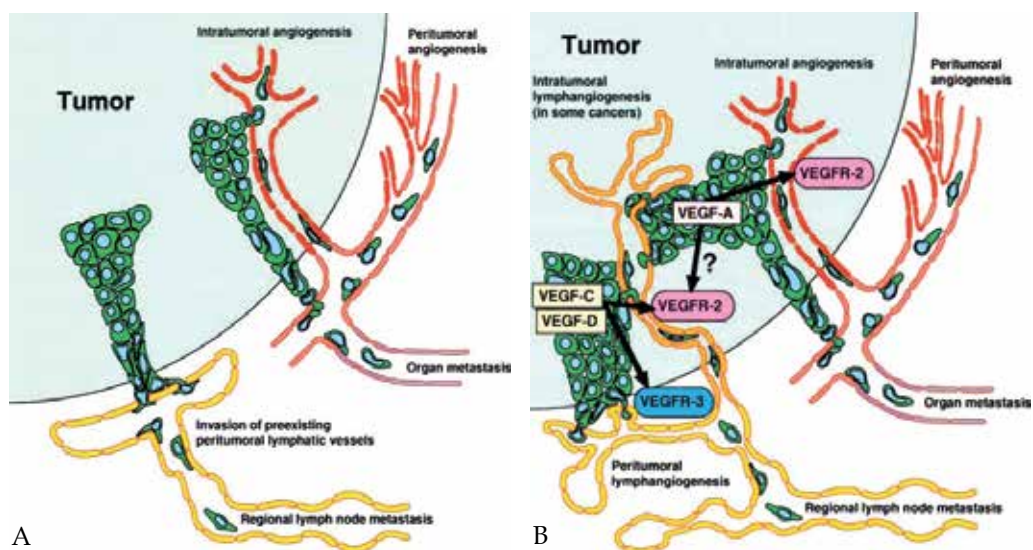 Intratumoral angiogenesis
Peritumoral
angiogenesis
Tumor
Organ metastasis
Invasion of preexisting
peritumoral lymphatic vessels
Regional lymph node metastasis
A
Tumor
Intratumoral
lymphangiogenesis
(in some cancers)
Intratumoral angiogenesis
Peritumoral
angiogenesis
VEGFR-2
VEGF-A
?
VEGF-C
VEGF-D
VEGFR-2
VEGFR-3
Organ metastasis
Peritumoral
lymphangiogenesis
Regional lymph node metastasis
B